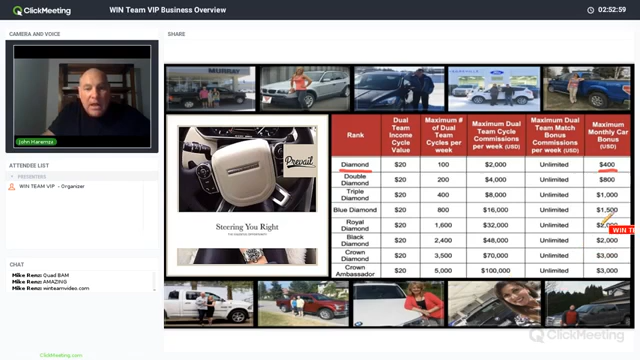 ClickMeeting
WIN Team VIP Business Overview
02:52:59
CAMERA AND VOICE
SHARE
ATTENDEE LIST
PRESENTERS
WIN TEAM VIP - Organizer
Mike Renz: Quad BAM
Mike Renz: AMAZING
Mike Renz: winteamvideo.com
ClickMeeting.com
MURRAY
Prevail
Steering You Right
Rank
Dual Team Income Cycle Value
Maximum # of Dual Team Cycles per week
Maximum Dual Team Cycle Commissions per week (USD)
Maximum Dual Team Match Bonus Commissions per week (USD)
Maximum Monthly Car Bonus (USD)
Diamond $20 100 $2,000 Unlimited $400
Double Diamond $20 200 $4,000 Unlimited $800
Triple Diamond $20 400 $8,000 Unlimited $1,000
Blue Diamond $20 800 $16,000 Unlimited $1,500
Royal Diamond $20 1,600 $32,000 Unlimited $2,000
WIN TE
Black Diamond $20 2,400 $48,000 Unlimited $2,000
Crown Diamond $20 3,500 $70,000 Unlimited $3,000
Crown Ambassador $20 5,000 $100,000 Unlimited $3,000
ClickMeeting